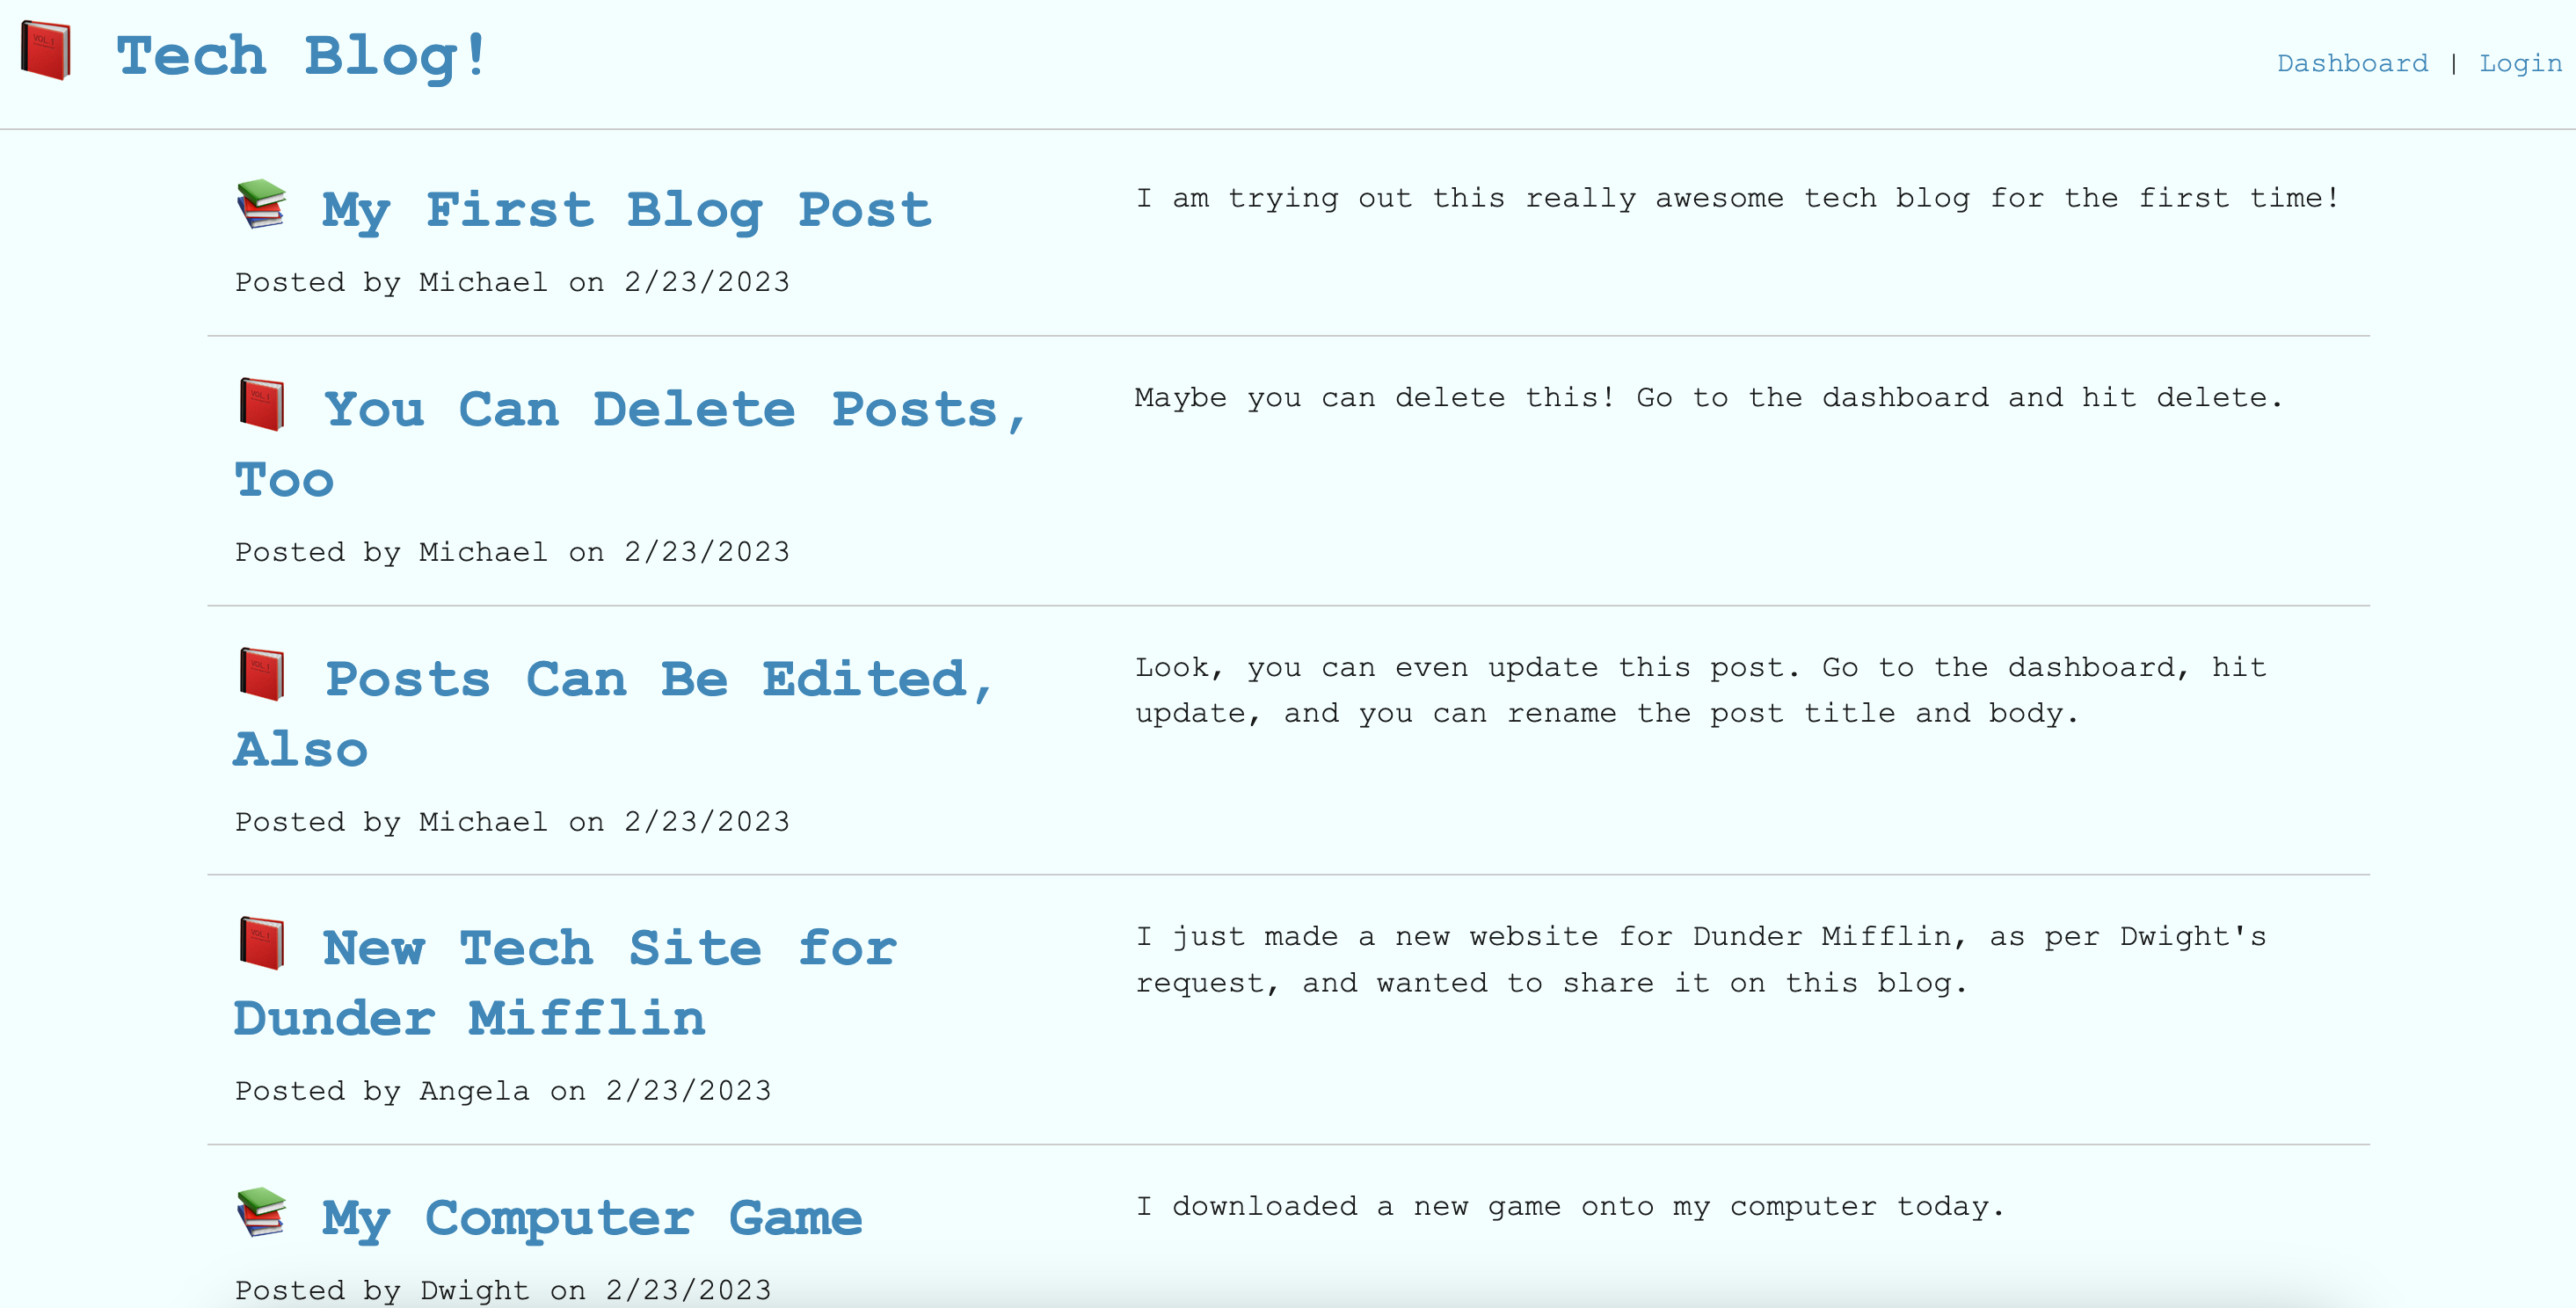 Tech Blog!
Dashboard | Login
My First Blog Post
I am trying out this really awesome tech blog for the first time!
Posted by Michael on 2/23/2023
You Can Delete Posts,
Too
Maybe you can delete this! Go to the dashboard and hit delete.
Posted by Michael on 2/23/2023
Posts Can Be Edited,
Also
Look, you can even update this post. Go to the dashboard, hit
update, and you can rename the post title and body.
Posted by Michael on 2/23/2023
New Tech Site for
Dunder Mifflin
I just made a new website for Dunder Mifflin, as per Dwight's
request, and wanted to share it on this blog.
Posted by Angela on 2/23/2023
My Computer Game
I downloaded a new game onto my computer today.
Posted by Dwight on 2/23/2023